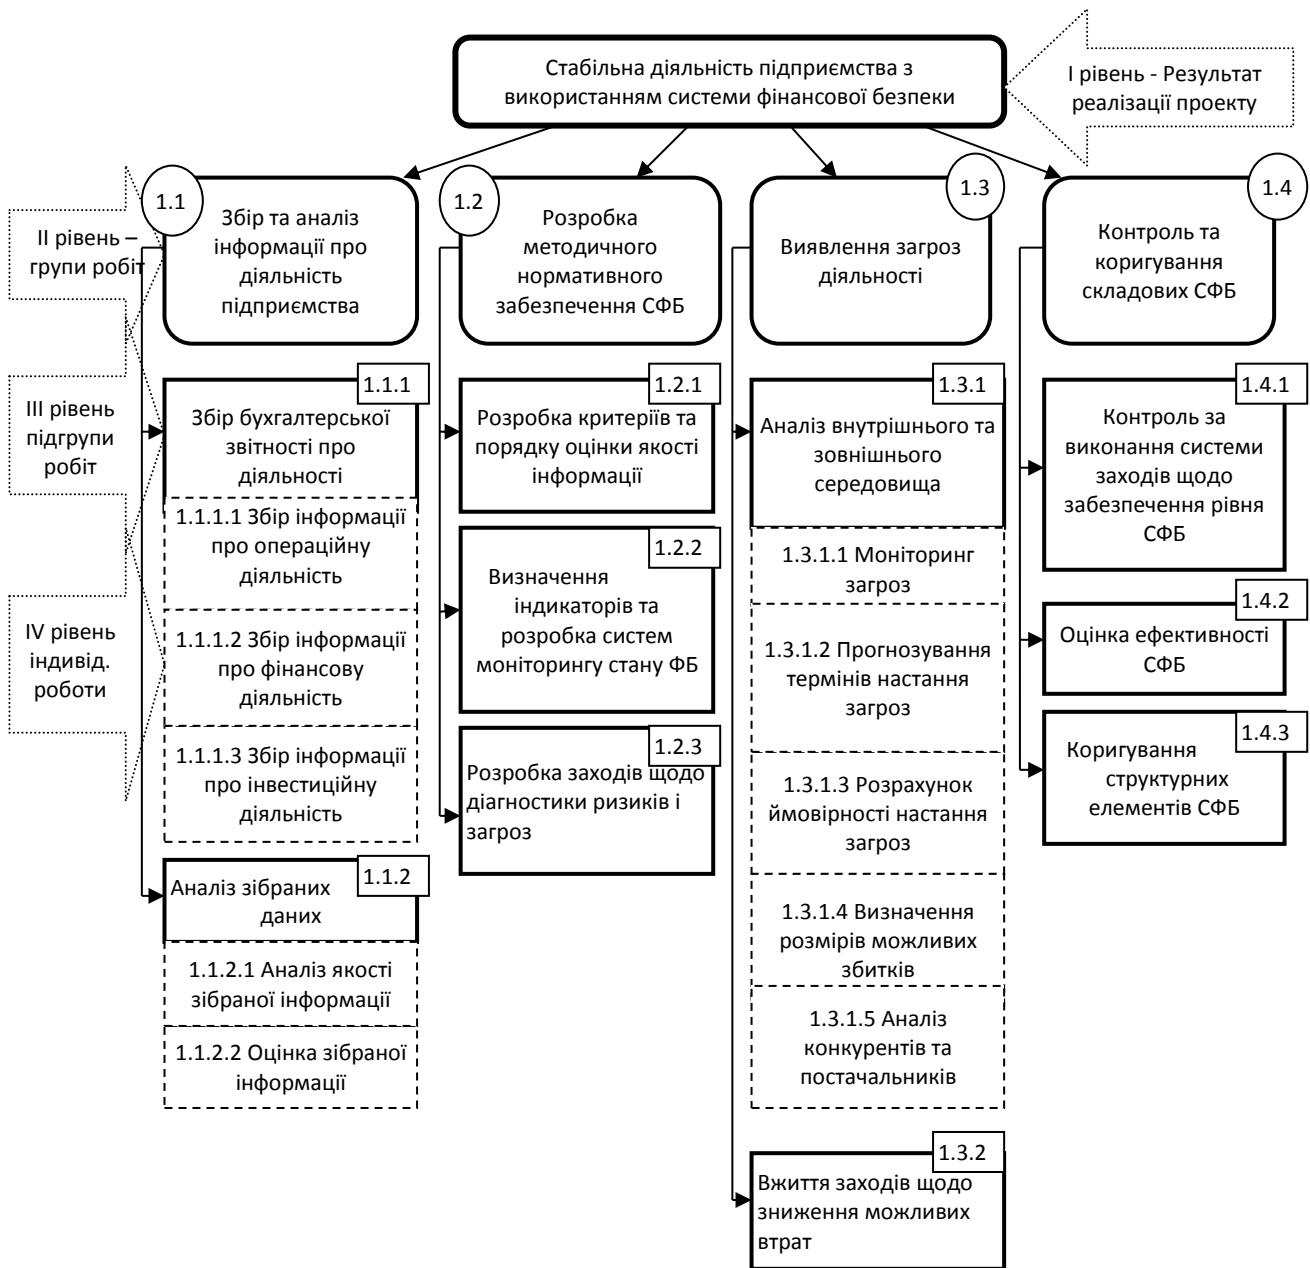 Стабільна діяльність підприємства з
використанням системи фінансової безпеки
І рівень - Результат
реалізації проекту
1.1
Збір та аналіз
інформації про
діяльність
підприємства
1.2
Розробка
методичного
нормативного
забезпечення СФБ
1.3
Виявлення загроз
діяльності
1.4
Контроль та
коригування
складових СФБ
ІІ рівень –
групи робіт
ІІІ рівень
підгрупи
робіт
IV рівень
індивід.
роботи
1.1.1
Збір бухгалтерської
звітності про
діяльності
1.1.1.1 Збір інформації
про операційну
діяльність
1.1.1.2 Збір інформації
про фінансову
діяльність
1.1.1.3 Збір інформації
про інвестиційну
діяльність
1.1.2
Аналіз зібраних
даних
1.1.2.1 Аналіз якості
зібраної інформації
1.1.2.2 Оцінка зібраної
інформації
1.2.1
Розробка критеріїв та
порядку оцінки якості
інформації
1.2.2
Визначення
індикаторів та
розробка систем
моніторингу стану ФБ
1.2.3
Розробка заходів щодо
діагностики ризиків і
загроз
1.3.1
Аналіз внутрішнього та
зовнішнього
середовища
1.3.1.1 Моніторинг
загроз
1.3.1.2 Прогнозування
термінів настання
загроз
1.3.1.3 Розрахунок
ймовірності настання
загроз
1.3.1.4 Визначення
розмірів можливих
збитків
1.3.1.5 Аналіз
конкурентів та
постачальників
1.3.2
Вжиття заходів щодо
зниження можливих
втрат
1.4.1
Контроль за
виконання системи
заходів щодо
забезпечення рівня
СФБ
1.4.2
Оцінка ефективності
СФБ
1.4.3
Коригування
структурних
елементів СФБ